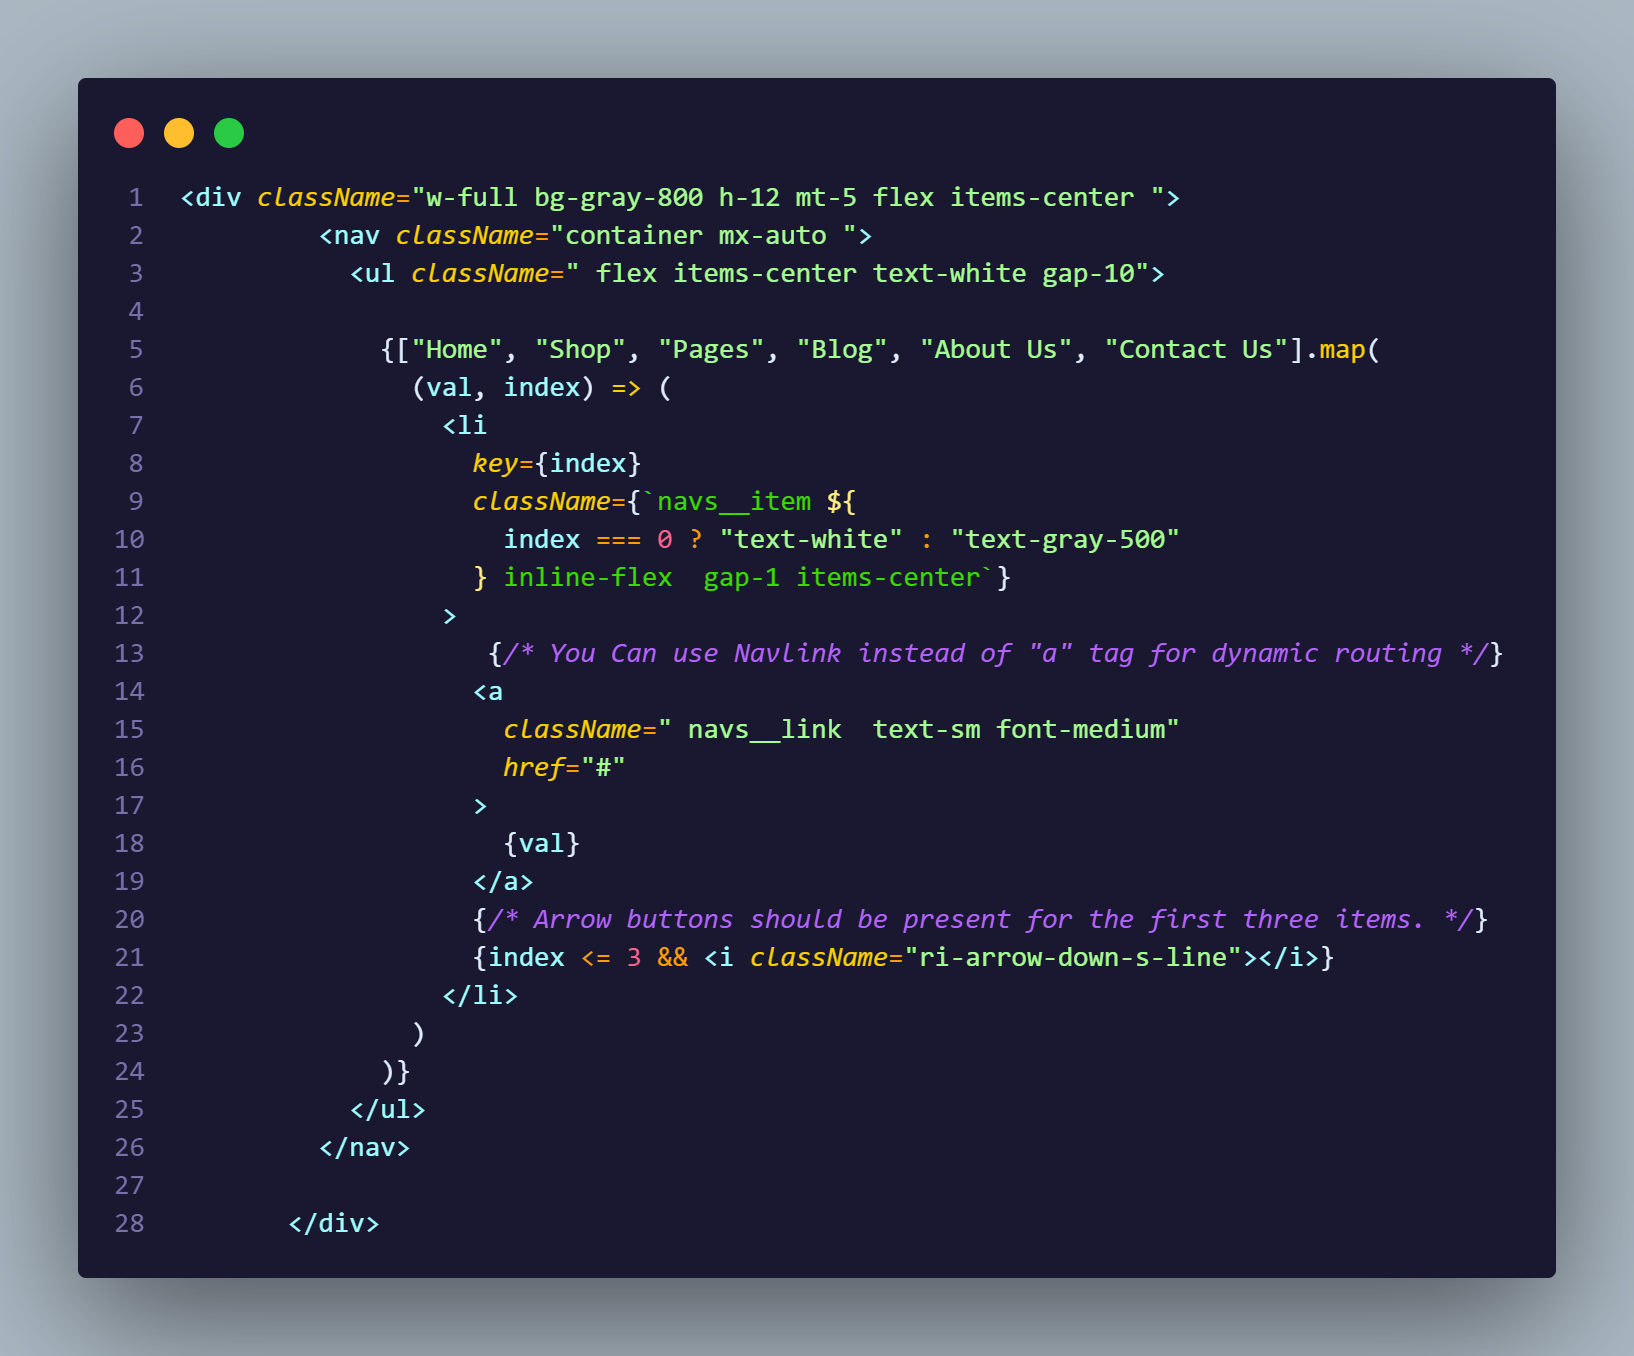 1 <div className="w-full bg-gray-800 h-12 mt-5 flex items-center ">
2 <nav className="container mx-auto ">
3 <ul className=" flex items-center text-white gap-10">
4
5 {["Home", "Shop", "Pages", "Blog", "About Us", "Contact Us"].map(
6 (val, index) => (
7 <li
8 key={index}
9 className={`navs__item ${
10 index === 0 ? "text-white" : "text-gray-500"
11 } inline-flex  gap-1 items-center`}
12 >
13 {/* You Can use Navlink instead of "a" tag for dynamic routing */}
14 <a
15 className=" navs__link  text-sm font-medium"
16 href="#"
17 >
18 {val}
19 </a>
20 {/* Arrow buttons should be present for the first three items. */}
21 {index <= 3 && <i className="ri-arrow-down-s-line"></i>}
22 </li>
23 )
24 )}
25 </ul>
26 </nav>
27
28 </div>